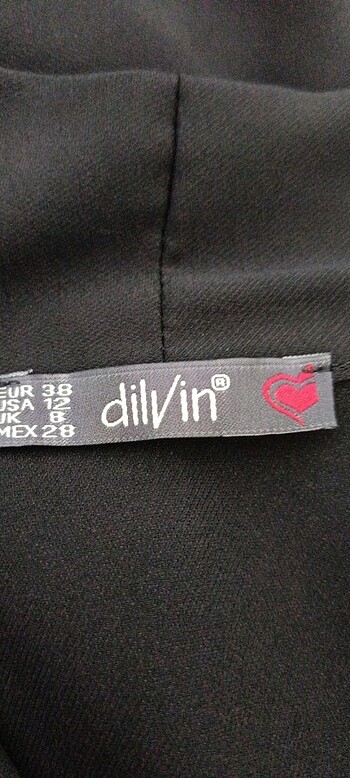 EUR 38
USA 12
UK 8
MEX 28
dilvin®